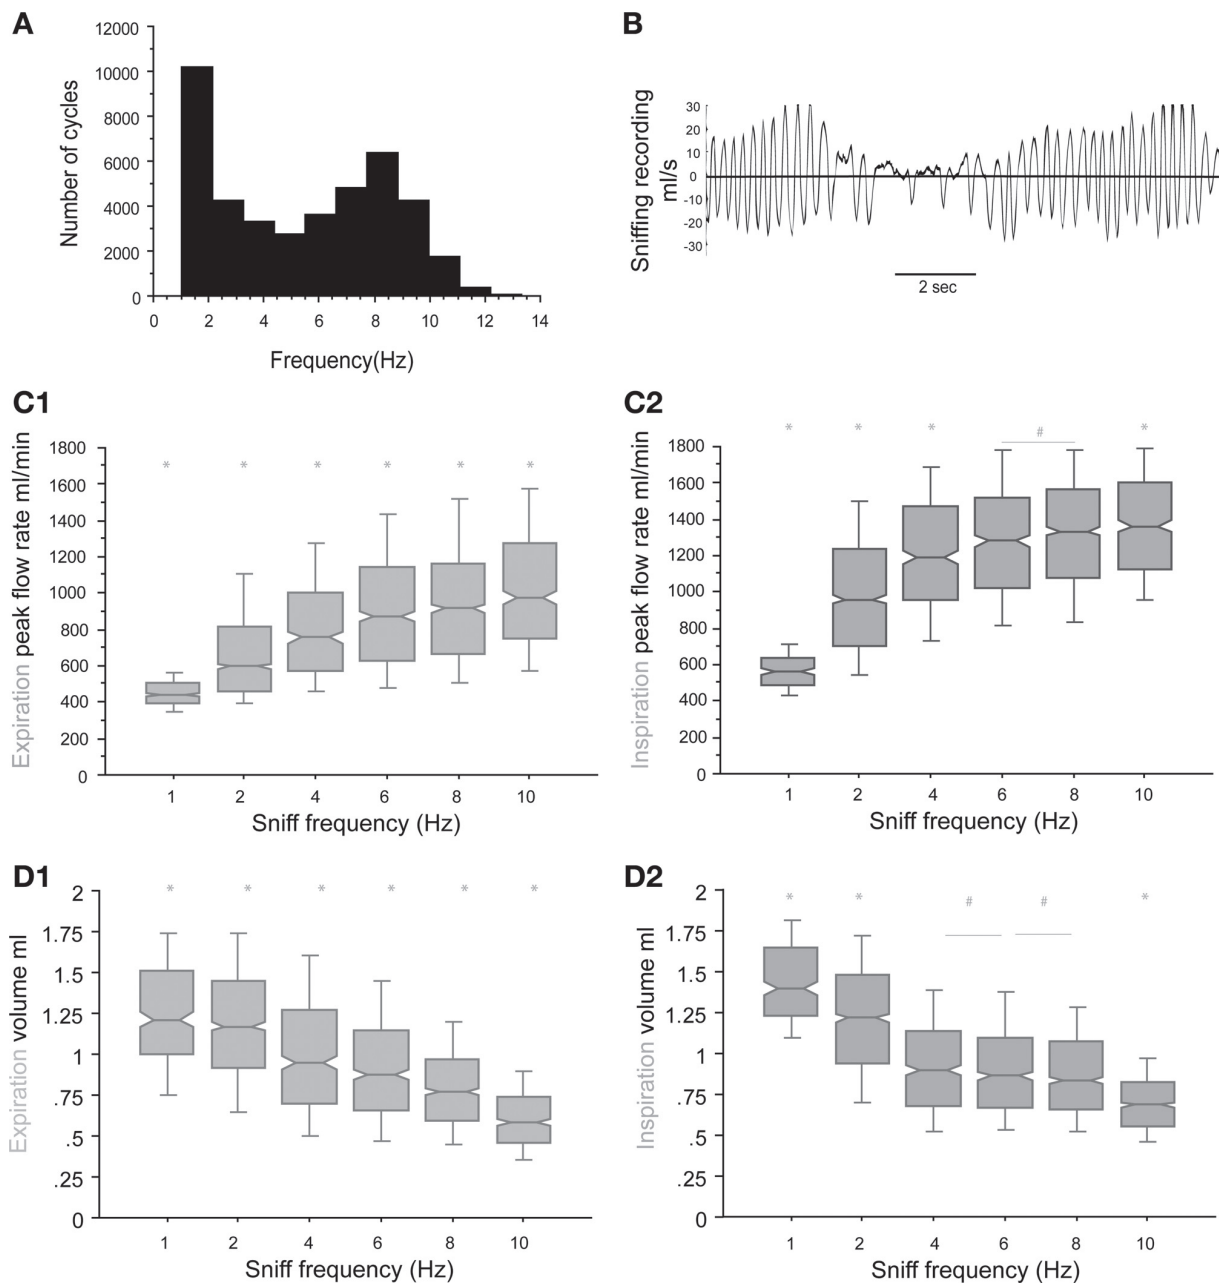 A
12000
10000
8000
6000
4000
2000
0
Number of cycles
0 2 4 6 8 10 12 14
Frequency(Hz)
B
30
20
10
0
-10
-20
-30
Sniffing recording
ml/s
2 sec
C1
1800
1600
1400
1200
1000
800
600
400
200
0
Expiration peak flow rate ml/min
* * * * * *
1 2 4 6 8 10
Sniff frequency (Hz)
C2
1800
1600
1400
1200
1000
800
600
400
200
0
Inspiration peak flow rate ml/min
* * * # *
1 2 4 6 8 10
Sniff frequency (Hz)
D1
2
1.75
1.5
1.25
1
.75
.5
.25
0
Expiration volume ml
* * * * * *
1 2 4 6 8 10
Sniff frequency (Hz)
D2
2
1.75
1.5
1.25
1
.75
.5
.25
0
Inspiration volume ml
* * # # *
1 2 4 6 8 10
Sniff frequency (Hz)